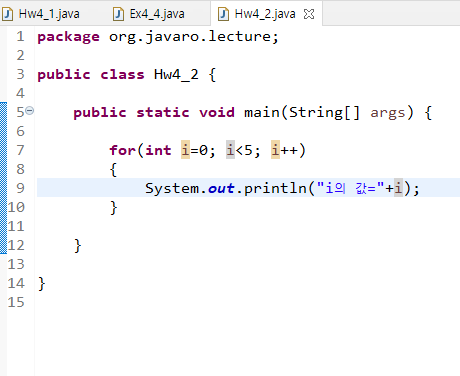 Hw4_1.java Ex4_4.java Hw4_2.java
1 package org.javaro.lecture;
2
3 public class Hw4_2 {
4
5 public static void main(String[] args) {
6
7 for(int i=0; i<5; i++)
8 {
9 System.out.println("i의 값="+i);
10 }
11
12 }
13
14 }
15